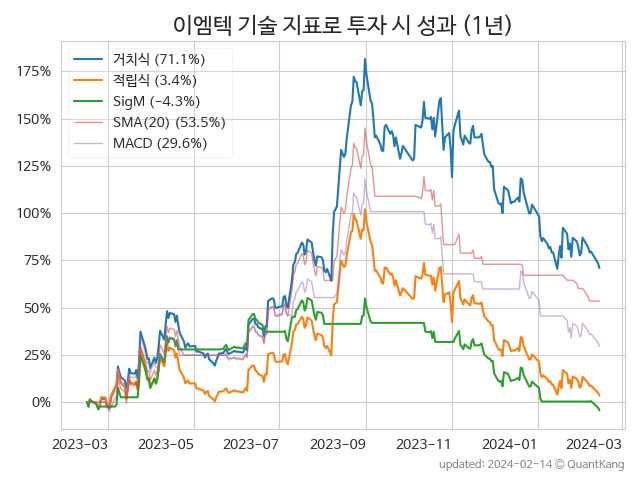 이엠텍 기술 지표로 투자 시 성과 (1년)
거치식 (71.1%)
적립식 (3.4%)
SigM (-4.3%)
SMA(20) (53.5%)
MACD (29.6%)
175%
150%
125%
100%
75%
50%
25%
0%
2023-03 2023-05 2023-07 2023-09 2023-11 2024-01 2024-03
updated: 2024-02-14 © QuantKang